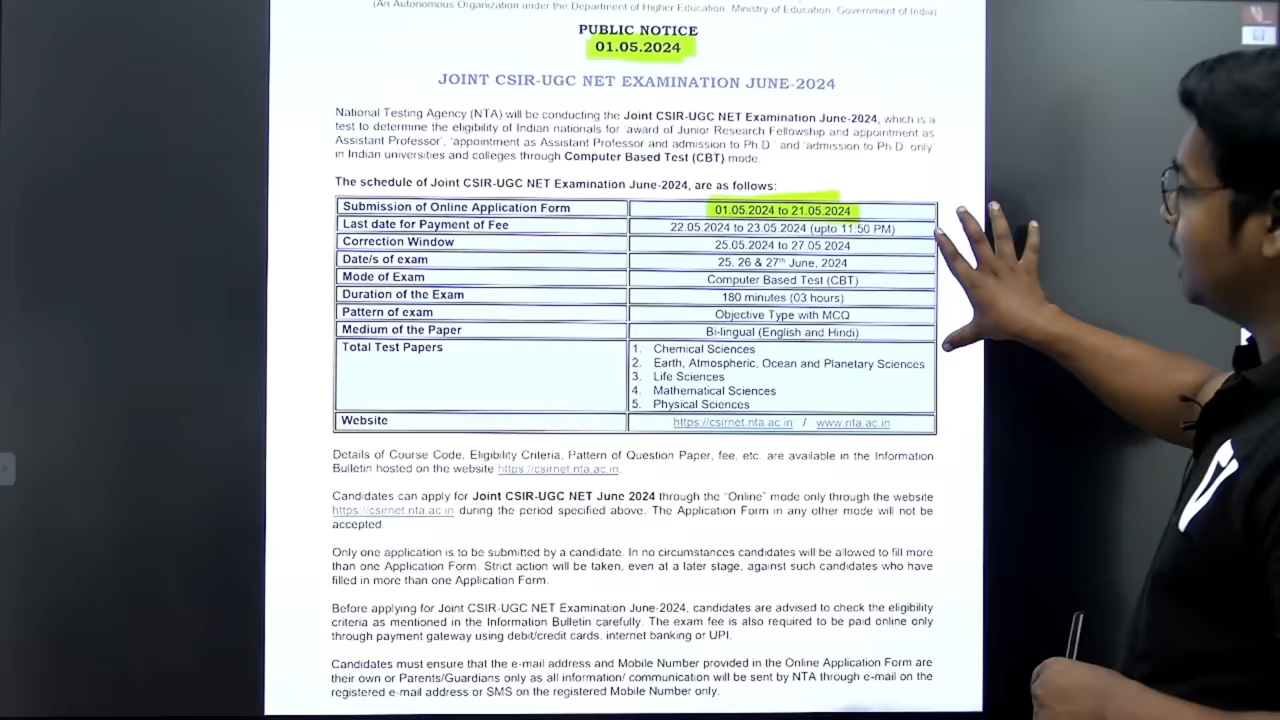 (An Autonomous Organization under the Department of Higher Education, Ministry of Education, Government of India)
PUBLIC NOTICE
01.05.2024
JOINT CSIR-UGC NET EXAMINATION JUNE-2024
National Testing Agency (NTA) will be conducting the Joint CSIR-UGC NET Examination June-2024, which is a
test to determine the eligibility of Indian nationals for 'award of Junior Research Fellowship and appointment as
Assistant Professor', 'appointment as Assistant Professor and admission to Ph.D.' and 'admission to Ph.D. only'
in Indian universities and colleges through Computer Based Test (CBT) mode.
The schedule of Joint CSIR-UGC NET Examination June-2024, are as follows:
Submission of Online Application Form 01.05.2024 to 21.05.2024
Last date for Payment of Fee 22.05.2024 to 23.05.2024 (upto 11:50 PM)
Correction Window 25.05.2024 to 27.05.2024
Date/s of exam 25, 26 & 27th June, 2024
Mode of Exam Computer Based Test (CBT)
Duration of the Exam 180 minutes (03 hours)
Pattern of exam Objective Type with MCQ
Medium of the Paper Bi-lingual (English and Hindi)
Total Test Papers 1. Chemical Sciences
2. Earth, Atmospheric, Ocean and Planetary Sciences
3. Life Sciences
4. Mathematical Sciences
5. Physical Sciences
Website https://csirnet.nta.ac.in / www.nta.ac.in
Details of Course Code, Eligibility Criteria, Pattern of Question Paper, fee, etc. are available in the Information
Bulletin hosted on the website https://csirnet.nta.ac.in.
Candidates can apply for Joint CSIR-UGC NET June 2024 through the "Online" mode only through the website
https://csirnet.nta.ac.in during the period specified above. The Application Form in any other mode will not be
accepted.
Only one application is to be submitted by a candidate. In no circumstances candidates will be allowed to fill more
than one Application Form. Strict action will be taken, even at a later stage, against such candidates who have
filled in more than one Application Form.
Before applying for Joint CSIR-UGC NET Examination June-2024, candidates are advised to check the eligibility
criteria as mentioned in the Information Bulletin carefully. The exam fee is also required to be paid online only
through payment gateway using debit/credit cards, internet banking or UPI.
Candidates must ensure that the e-mail address and Mobile Number provided in the Online Application Form are
their own or Parents/Guardians only as all information/ communication will be sent by NTA through e-mail on the
registered e-mail address or SMS on the registered Mobile Number only.